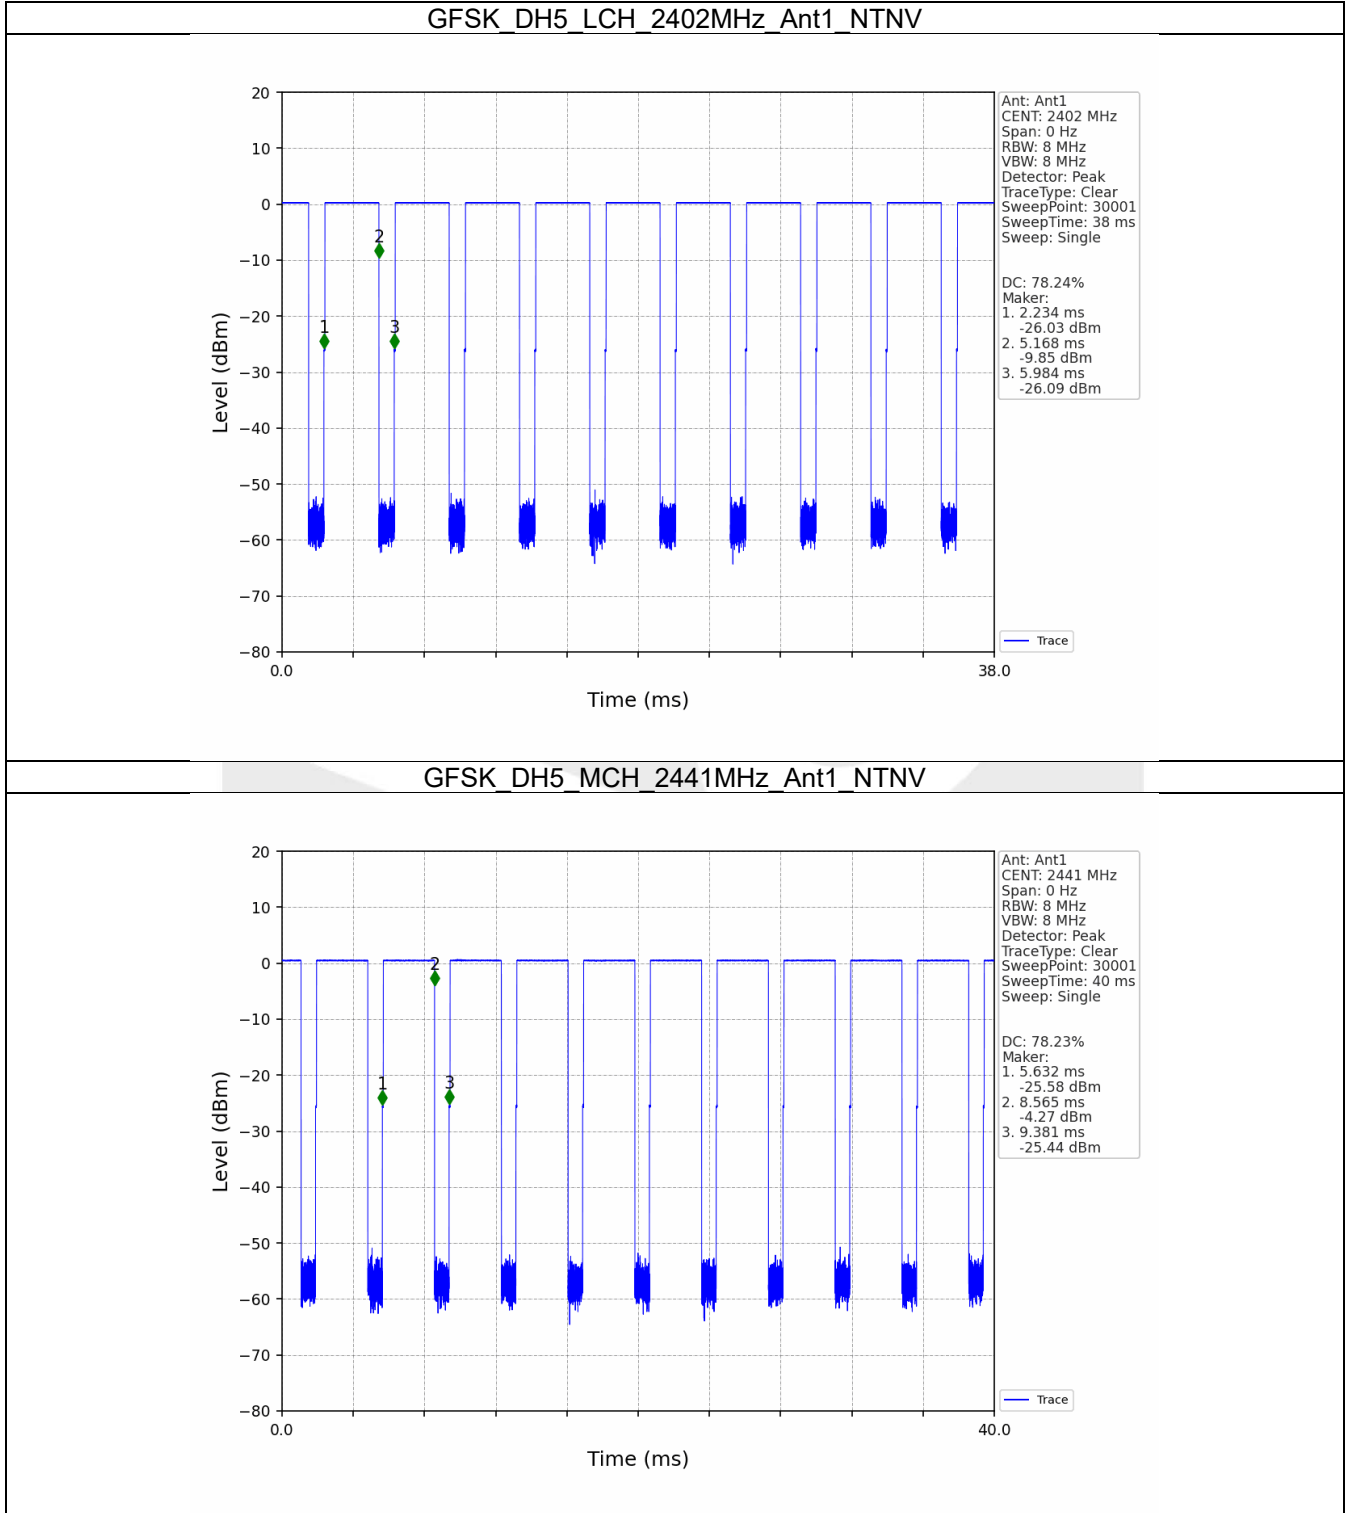 GFSK_DH5_LCH_2402MHz_Ant1_NTNV
20
10
0
−10
−20
−30
−40
−50
−60
−70
−80
Level (dBm)
0.0
38.0
Time (ms)
1
2
3
Ant: Ant1
CENT: 2402 MHz
Span: 0 Hz
RBW: 8 MHz
VBW: 8 MHz
Detector: Peak
TraceType: Clear
SweepPoint: 30001
SweepTime: 38 ms
Sweep: Single
DC: 78.24%
Maker:
1. 2.234 ms
-26.03 dBm
2. 5.168 ms
-9.85 dBm
3. 5.984 ms
-26.09 dBm
Trace
GFSK_DH5_MCH_2441MHz_Ant1_NTNV
20
10
0
−10
−20
−30
−40
−50
−60
−70
−80
Level (dBm)
0.0
40.0
Time (ms)
1
2
3
Ant: Ant1
CENT: 2441 MHz
Span: 0 Hz
RBW: 8 MHz
VBW: 8 MHz
Detector: Peak
TraceType: Clear
SweepPoint: 30001
SweepTime: 40 ms
Sweep: Single
DC: 78.23%
Maker:
1. 5.632 ms
-25.58 dBm
2. 8.565 ms
-4.27 dBm
3. 9.381 ms
-25.44 dBm
Trace